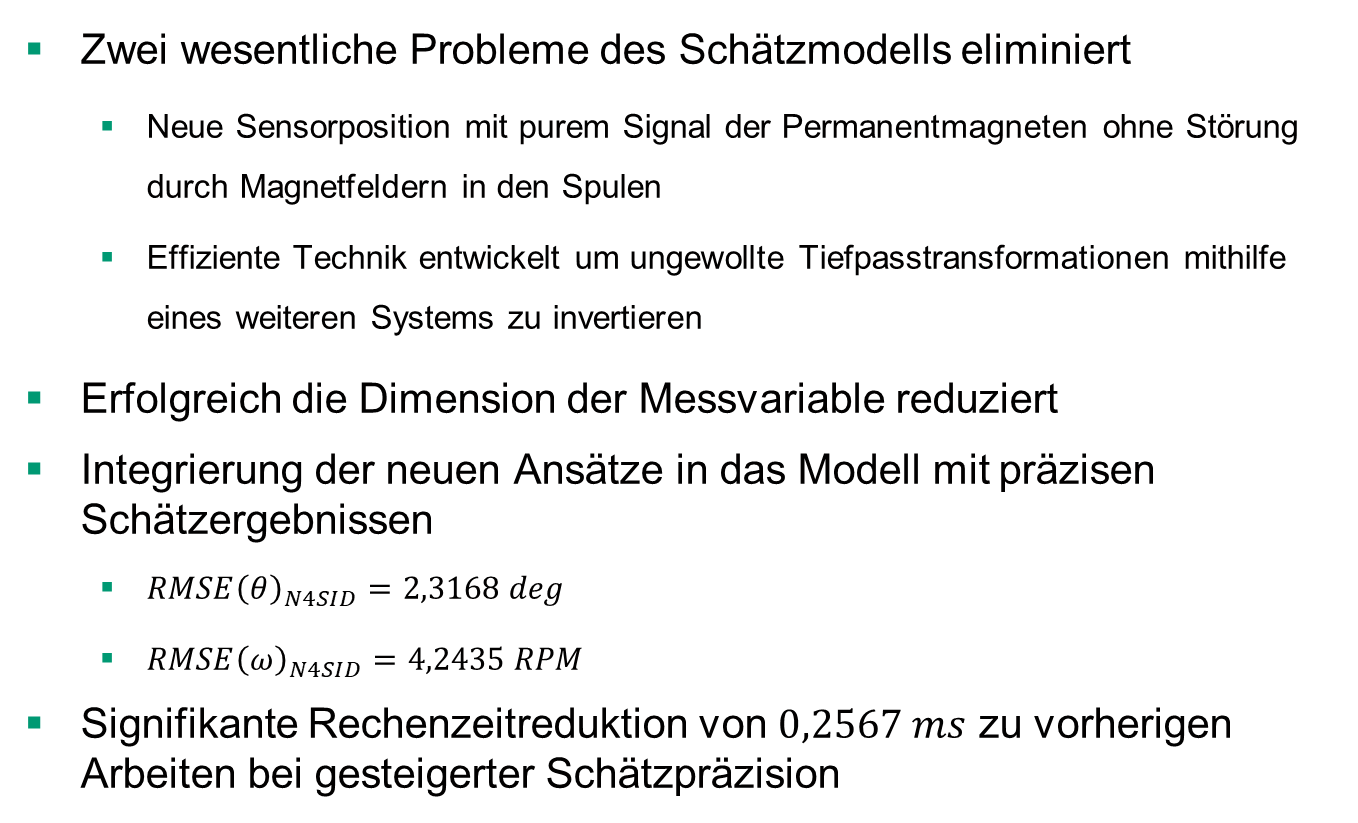 ▪ Zwei wesentliche Probleme des Schätzmodells eliminiert
▪ Neue Sensorposition mit purem Signal der Permanentmagneten ohne Störung
durch Magnetfeldern in den Spulen
▪ Effiziente Technik entwickelt um ungewollte Tiefpasstransformationen mithilfe
eines weiteren Systems zu invertieren
▪ Erfolgreich die Dimension der Messvariable reduziert
▪ Integrierung der neuen Ansätze in das Modell mit präzisen
Schätzergebnissen
▪ RMSE(θ)_N4SID = 2,3168 deg
▪ RMSE(ω)_N4SID = 4,2435 RPM
▪ Signifikante Rechenzeitreduktion von 0,2567 ms zu vorherigen
Arbeiten bei gesteigerter Schätzpräzision